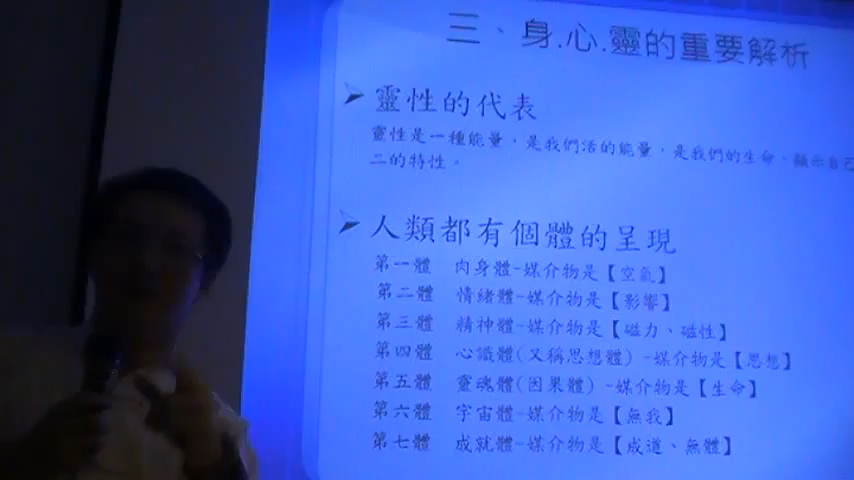 三、身.心.靈的重要解析
靈性的代表
靈性是一種能量，是我們活的能量，是我們的生命，顯示自己
二的特性。
人類都有個體的呈現
第一體 肉身體-媒介物是【空氣】
第二體 情緒體-媒介物是【影響】
第三體 精神體-媒介物是【磁力、磁性】
第四體 心識體(又稱思想體) -媒介物是【思想】
第五體 靈魂體(因果體) -媒介物是【生命】
第六體 宇宙體-媒介物是【無我】
第七體 成就體-媒介物是【成道、無體】